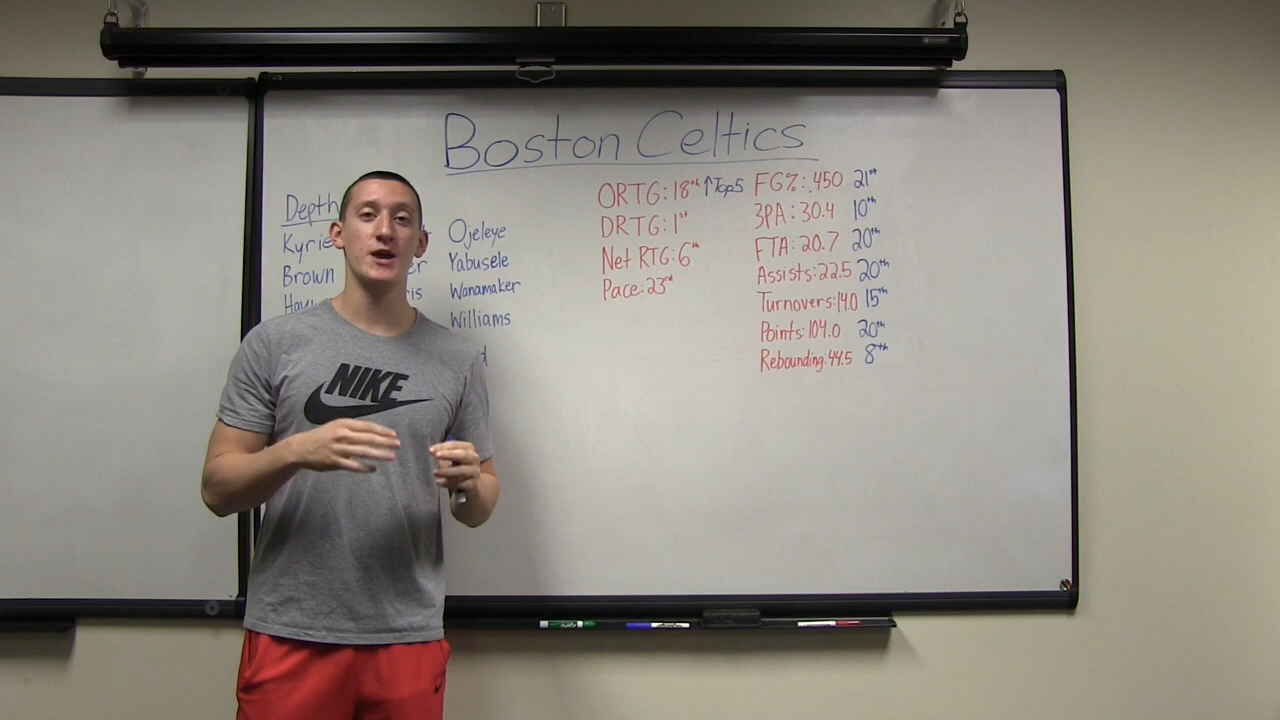 Boston Celtics
Depth
Kyrie
Brown
Ojeleye
Yabusele
Wanamaker
Williams
ORTG: 18th ↑Top5
DRTG: 1st
Net RTG: 6th
Pace: 23rd
FG%: .450 21st
3PA: 30.4 10th
FTA: 20.7 20th
Assists: 22.5 20th
Turnovers: 14.0 15th
Points: 104.0 20th
Rebounding: 44.5 8th
NIKE